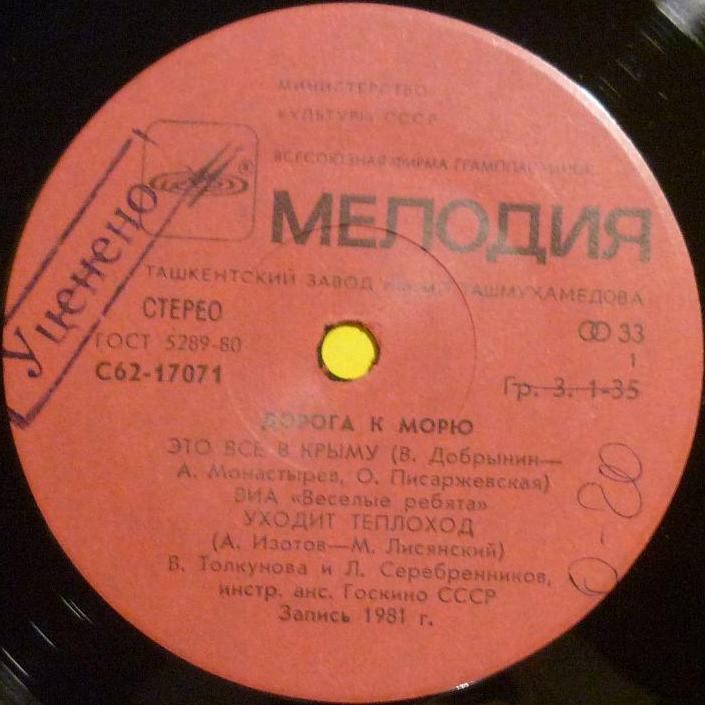 МИНИСТЕРСТВО
КУЛЬТУРЫ СССР
ВСЕСОЮЗНАЯ ФИРМА ГРАМПЛАСТИНОК
®
МЕЛОДИЯ
Уценено
ТАШКЕНТСКИЙ ЗАВОД ИМ. М. ТАШМУХАМЕДОВА
СТЕРЕО
33
ГОСТ 5289-80
1
С62-17071
Гр. 3. 1-35
ДОРОГА К МОРЮ
ЭТО ВСЕ В КРЫМУ (В. Добрынин—
А. Монастырев, О. Писаржевская)
ВИА «Веселые ребята»
УХОДИТ ТЕПЛОХОД
(А. Изотов—М. Лисянский)
В. Толкунова и Л. Серебренников,
инстр. анс. Госкино СССР
Запись 1981 г.
0-80